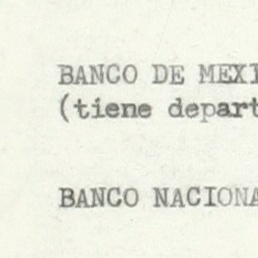 BANCO DE MEXI
(tiene depart
BANCO NACIONA